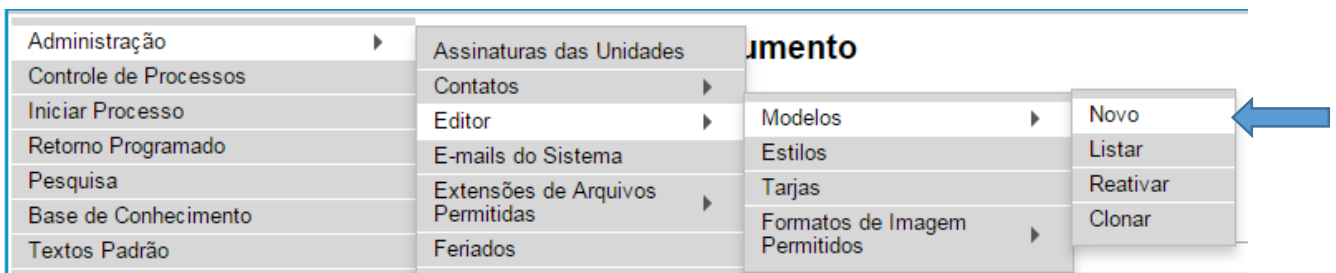 Administração
Controle de Processos
Iniciar Processo
Retorno Programado
Pesquisa
Base de Conhecimento
Textos Padrão
Assinaturas das Unidades
Contatos
Editor
E-mails do Sistema
Extensões de Arquivos
Permitidas
Feriados
umento
Modelos
Estilos
Tarjas
Formatos de Imagem
Permitidos
Novo
Listar
Reativar
Clonar